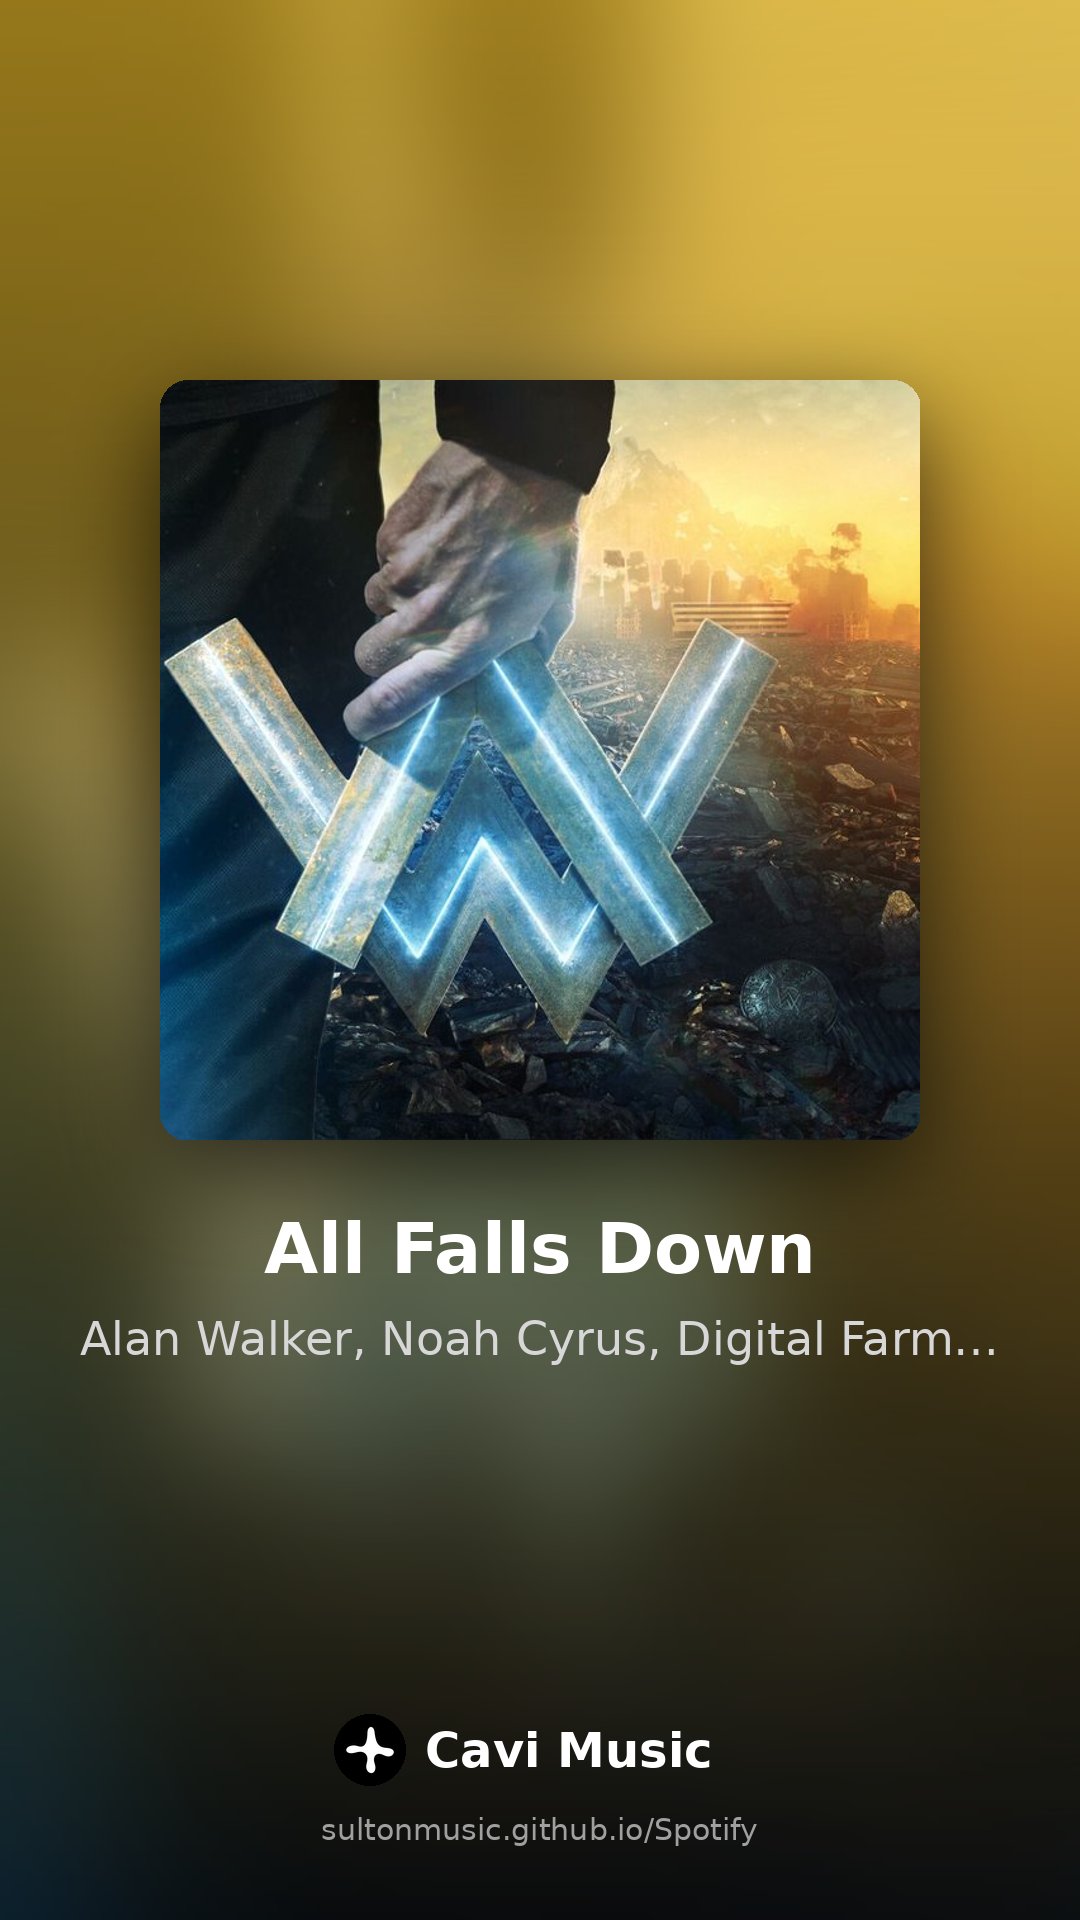 All Falls Down
Alan Walker, Noah Cyrus, Digital Farm...
Cavi Music
sultonmusic.github.io/Spotify